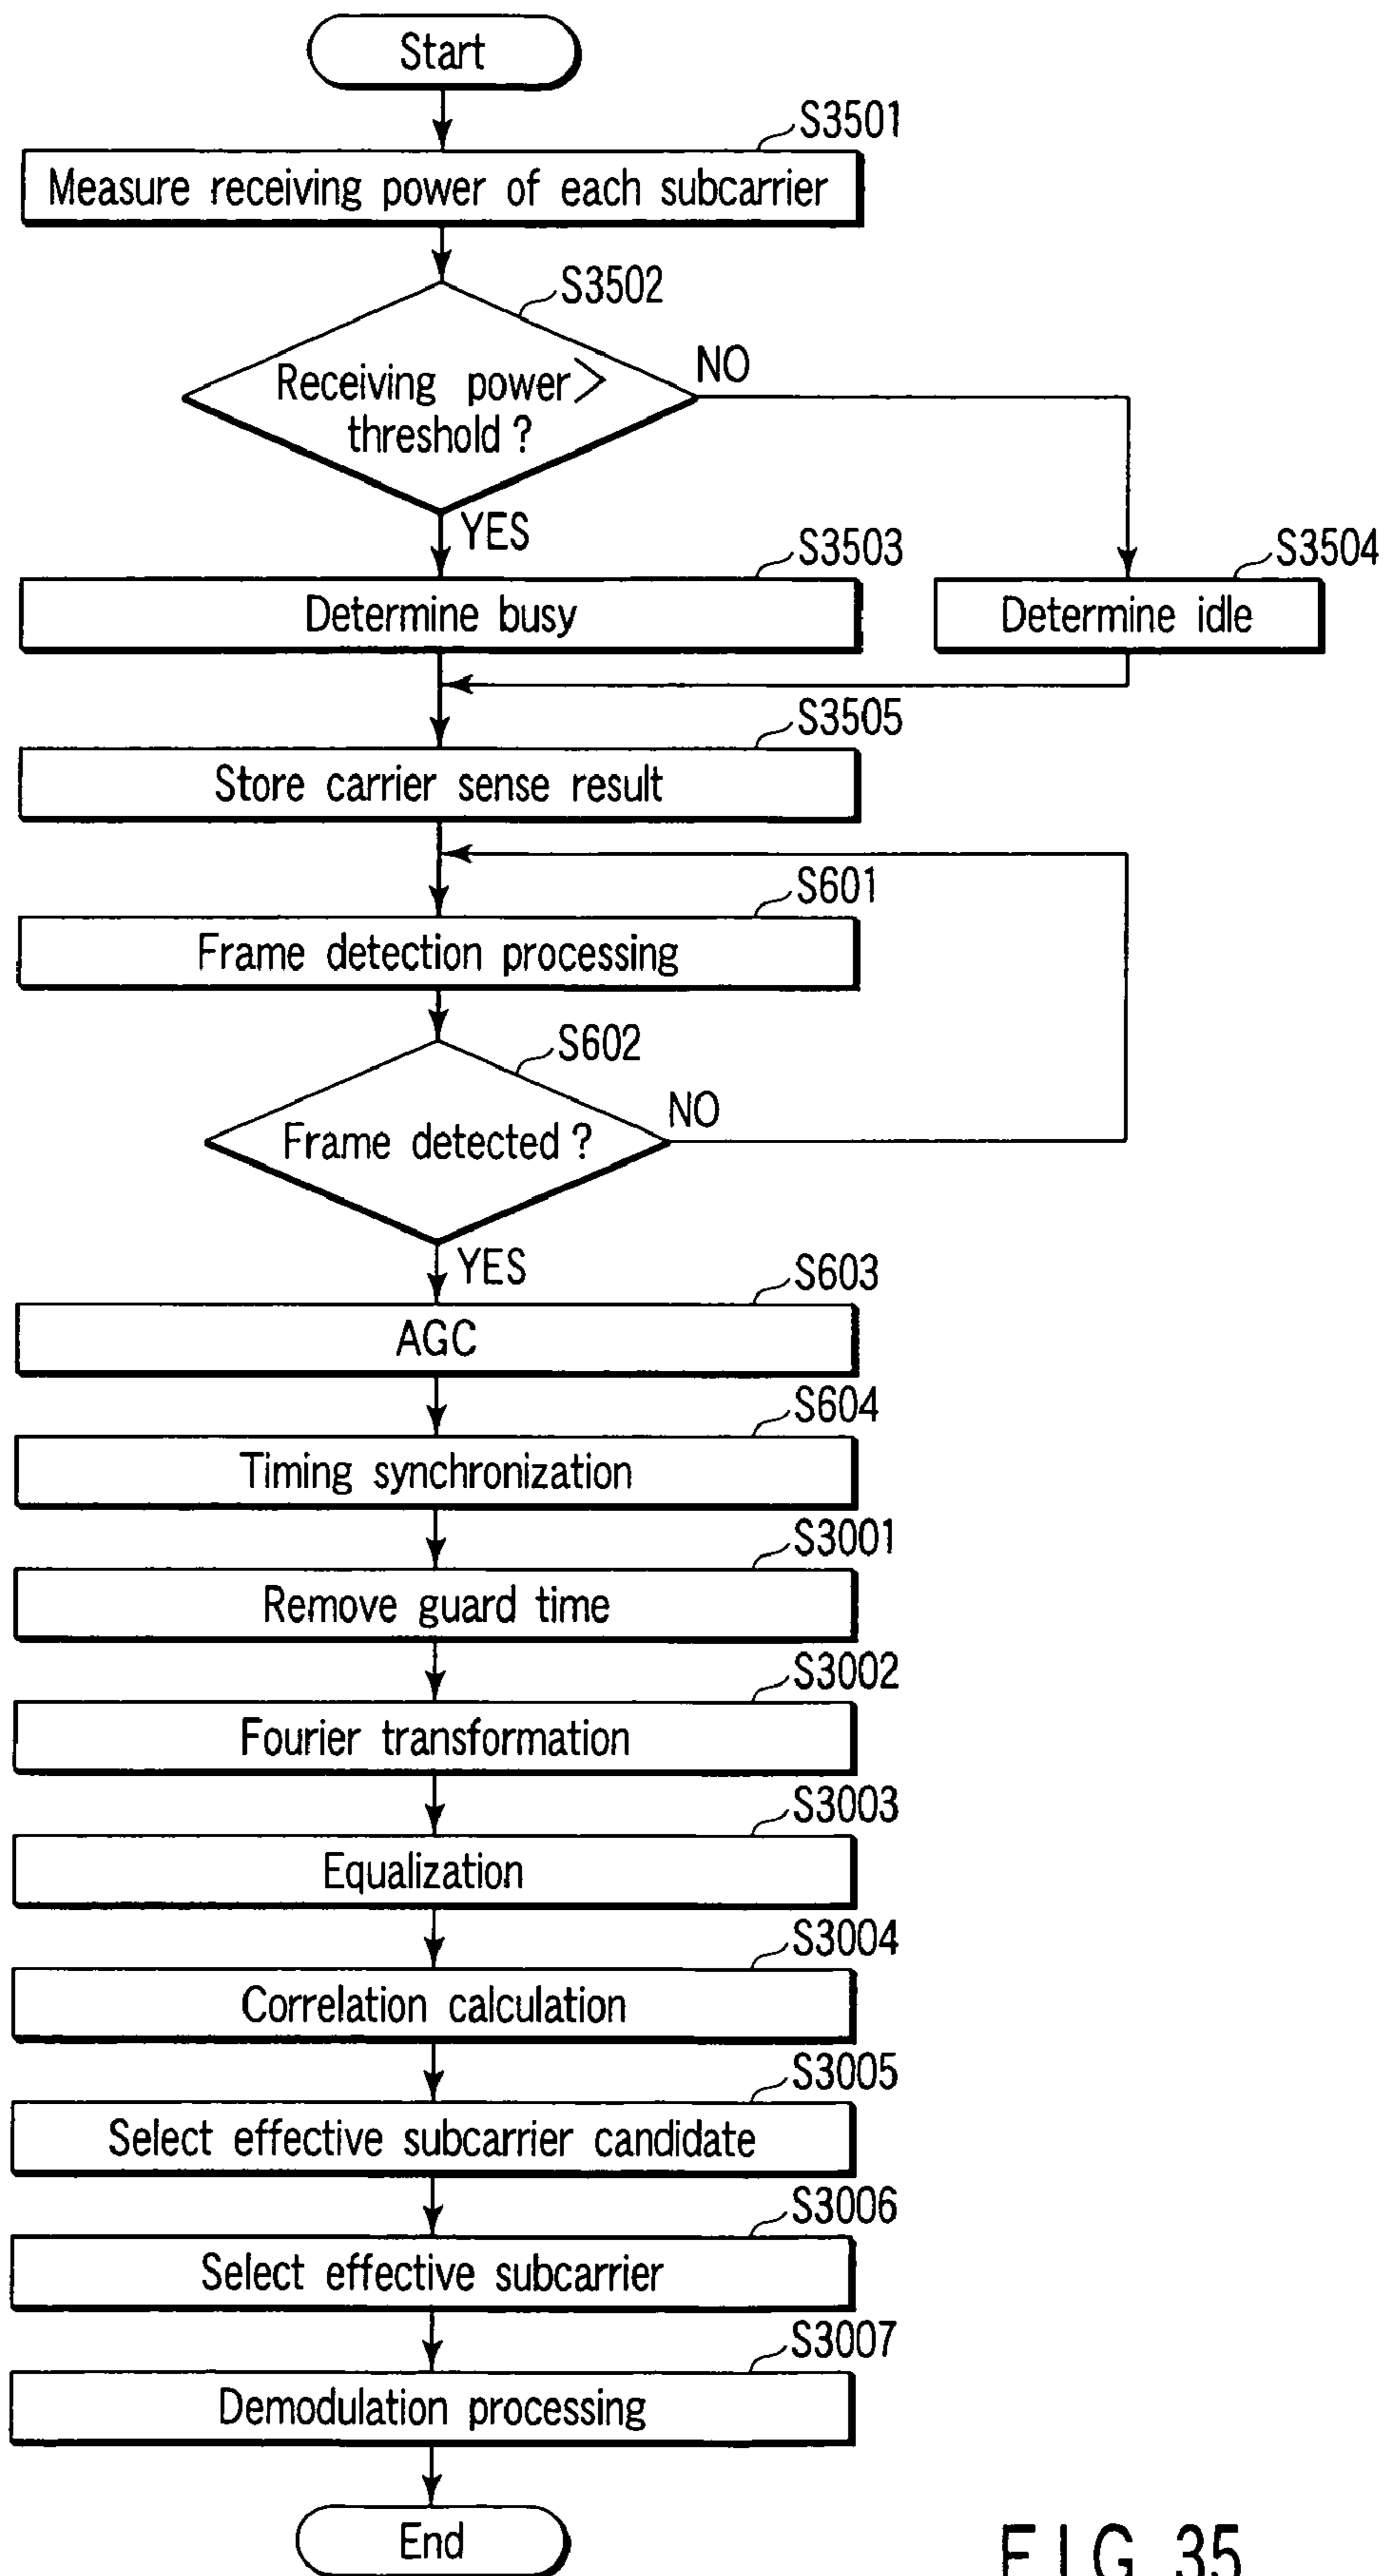 Start
S3501
Measure receiving power of each subcarrier
S3502
Receiving power>
threshold?
NO
YES
S3503
Determine busy
S3504
Determine idle
S3505
Store carrier sense result
S601
Frame detection processing
S602
Frame detected?
NO
YES
S603
AGC
S604
Timing synchronization
S3001
Remove guard time
S3002
Fourier transformation
S3003
Equalization
S3004
Correlation calculation
S3005
Select effective subcarrier candidate
S3006
Select effective subcarrier
S3007
Demodulation processing
End
FIG. 35